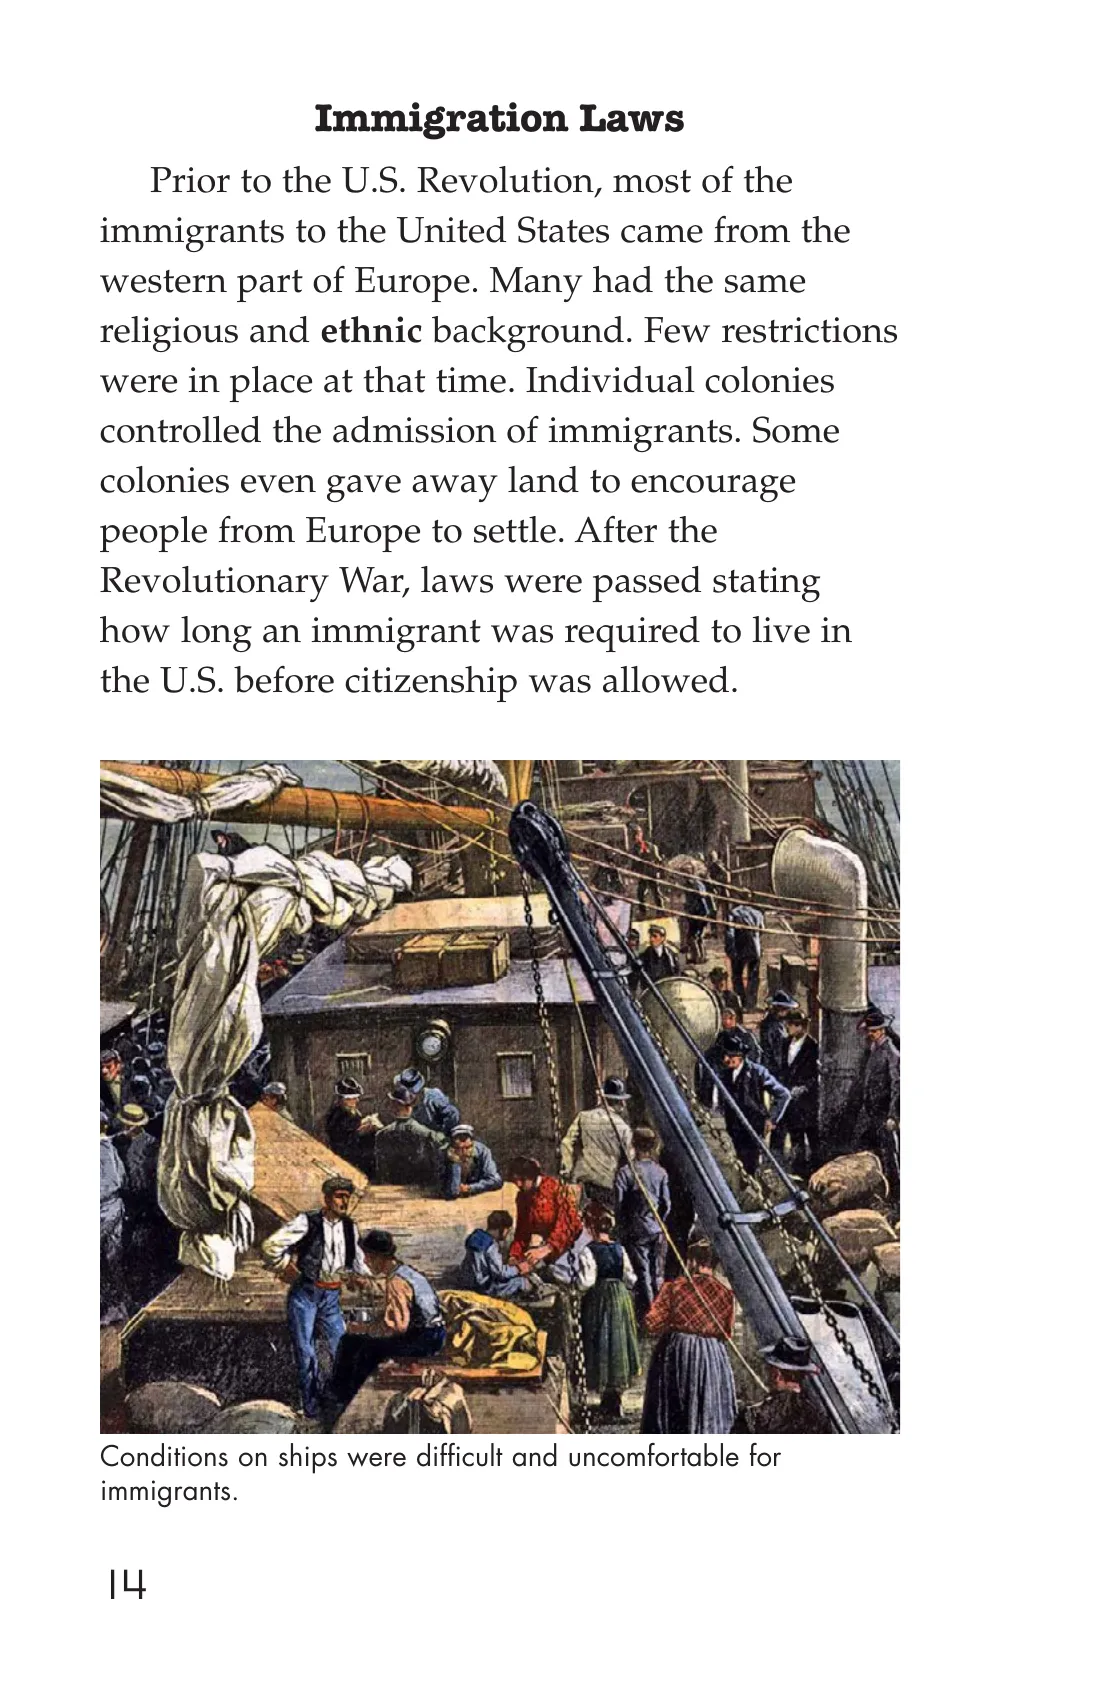 Immigration Laws
Prior to the U.S. Revolution, most of the
immigrants to the United States came from the
western part of Europe. Many had the same
religious and ethnic background. Few restrictions
were in place at that time. Individual colonies
controlled the admission of immigrants. Some
colonies even gave away land to encourage
people from Europe to settle. After the
Revolutionary War, laws were passed stating
how long an immigrant was required to live in
the U.S. before citizenship was allowed.
Conditions on ships were difficult and uncomfortable for
immigrants.
14